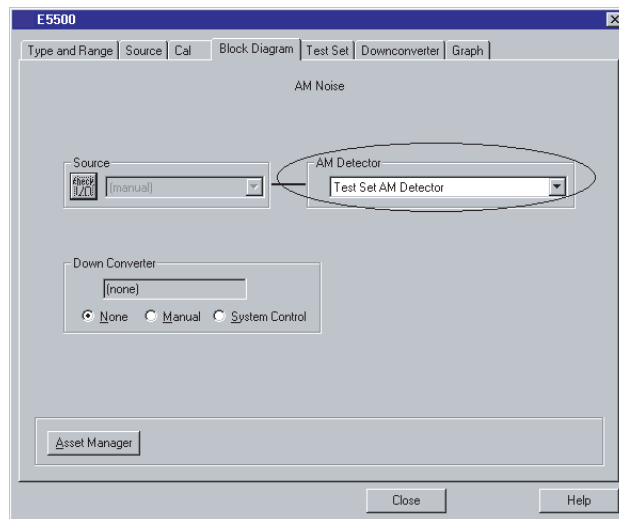 E5500
Type and Range Source Cal Block Diagram Test Set Downconverter Graph
AM Noise
Source
check
I/O
(manual)
AM Detector
Test Set AM Detector
Down Converter
(none)
None Manual System Control
Asset Manager
Close Help